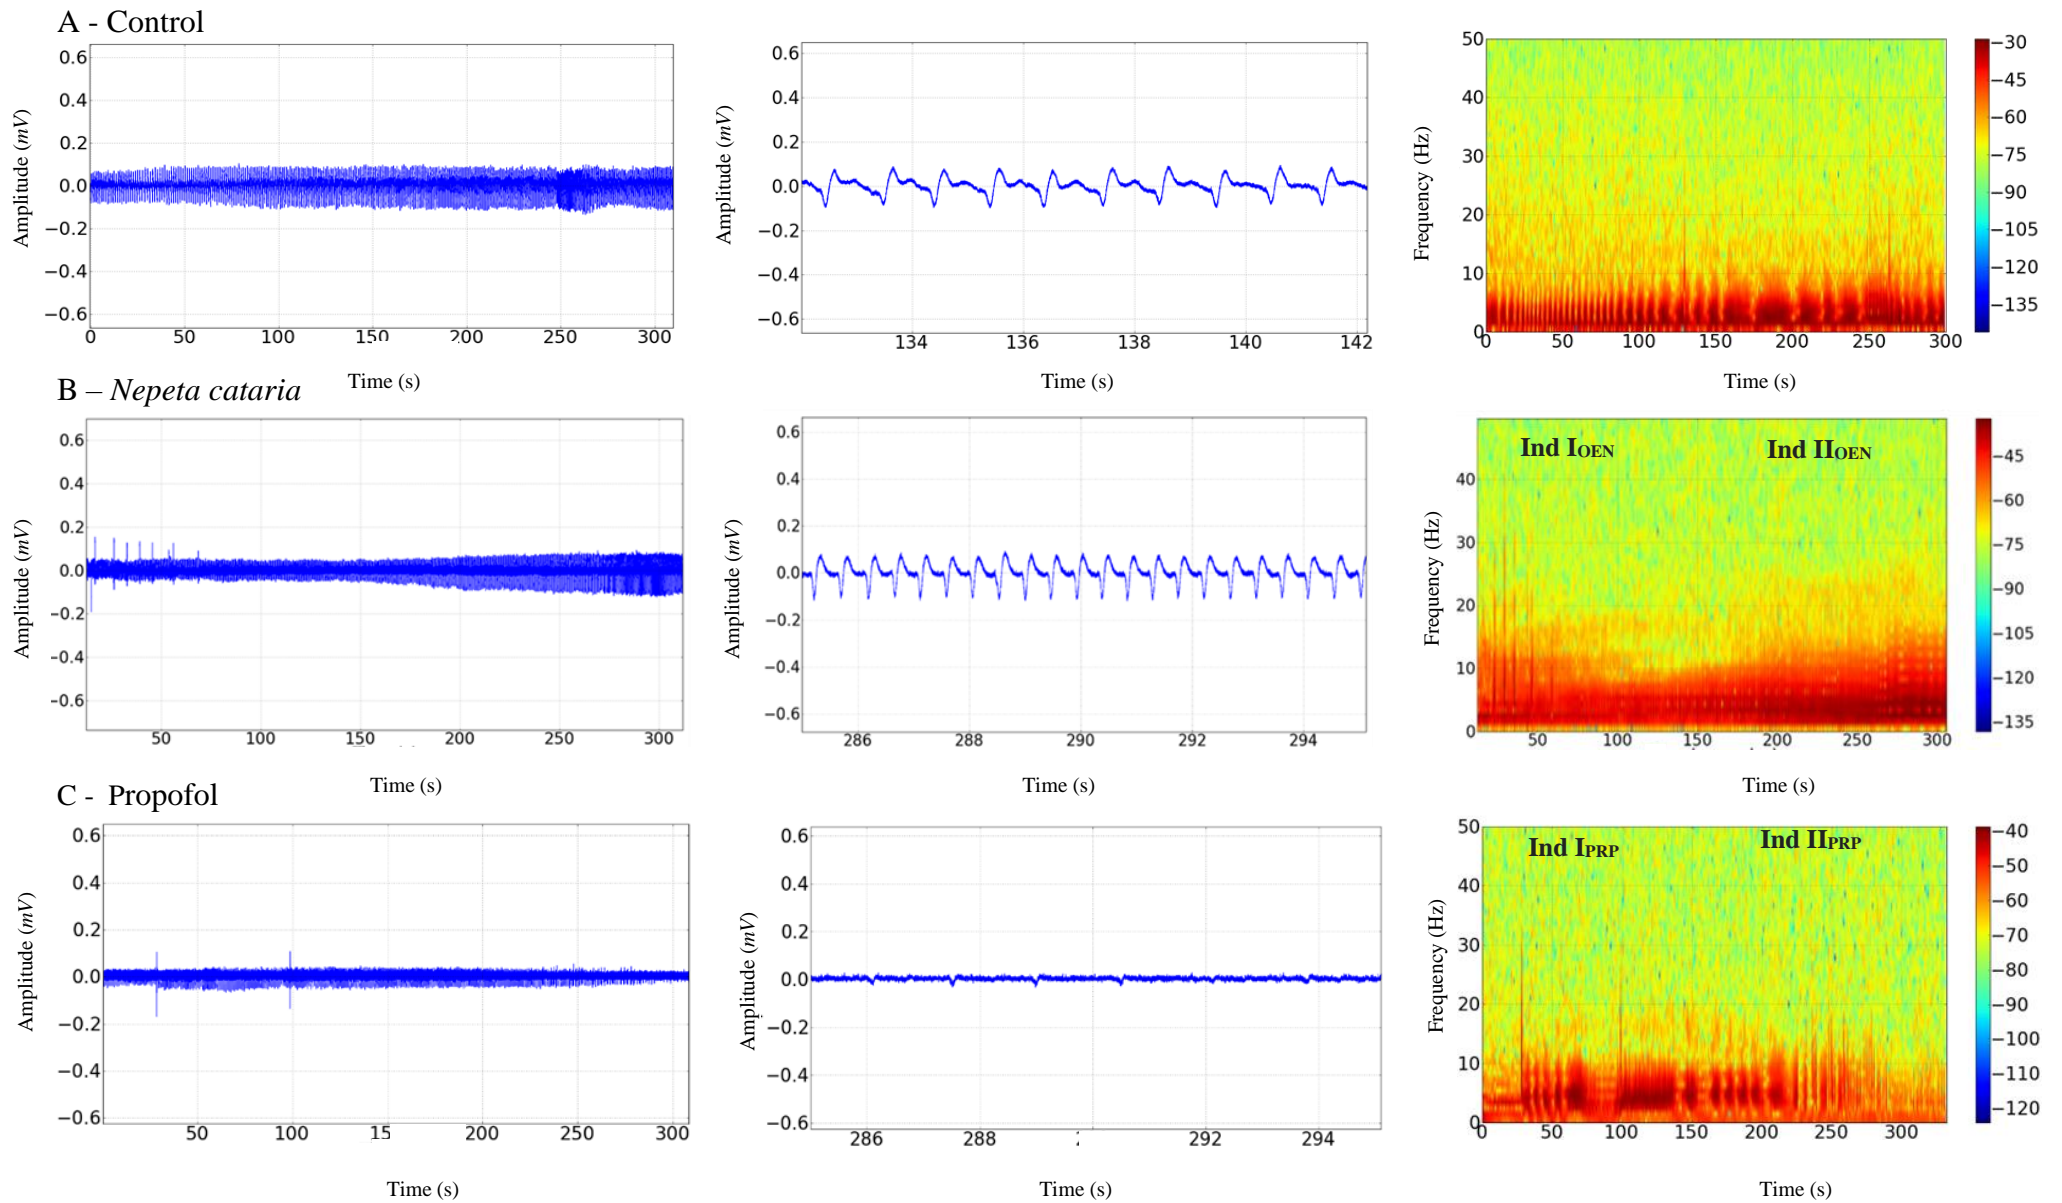 A - Control
Amplitude (mV)
0.6
0.4
0.2
0.0
−0.2
−0.4
−0.6
0 50 100 200 250 300
Time (s)
Amplitude (mV)
0.6
0.4
0.2
0.0
−0.2
−0.4
−0.6
134 136 138 140 142
Time (s)
Frequency (Hz)
50
40
30
20
10
0
0 50 100 150 200 250 300
Time (s)
−30
−45
−60
−75
−90
−105
−120
−135
B – Nepeta cataria
Amplitude (mV)
0.6
0.4
0.2
0.0
−0.2
−0.4
−0.6
50 100 150 200 250 300
Time (s)
Amplitude (mV)
0.6
0.4
0.2
0.0
−0.2
−0.4
−0.6
286 288 290 292 294
Time (s)
Ind IOEN Ind IIOEN
Frequency (Hz)
40
30
20
10
0
50 100 150 200 250 300
Time (s)
−45
−60
−75
−90
−105
−120
−135
C - Propofol
Amplitude (mV)
0.6
0.4
0.2
0.0
−0.2
−0.4
−0.6
50 100 200 250 300
Time (s)
Amplitude (mV)
0.6
0.4
0.2
0.0
−0.2
−0.4
−0.6
286 288 292 294
Time (s)
Ind IPRP Ind IIPRP
Frequency (Hz)
50
40
30
20
10
0
0 50 100 150 200 250 300
Time (s)
−40
−50
−60
−70
−80
−90
−100
−110
−120